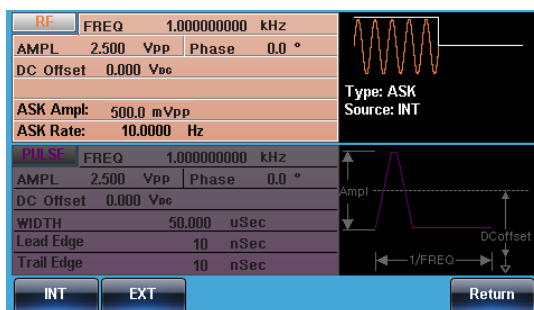 RF FREQ 1.000000000 kHz
AMPL 2.500 Vpp Phase 0.0 °
DC Offset 0.000 VDC
ASK Ampl: 500.0 mVpp
ASK Rate: 10.0000 Hz
Type: ASK
Source: INT
PULSE FREQ 1.000000000 kHz
AMPL 2.500 Vpp Phase 0.0 °
DC Offset 0.000 VDC
WIDTH 50.000 uSec
Lead Edge 10 nSec
Trail Edge 10 nSec
Ampl
DCoffset
1/FREQ
INT EXT Return